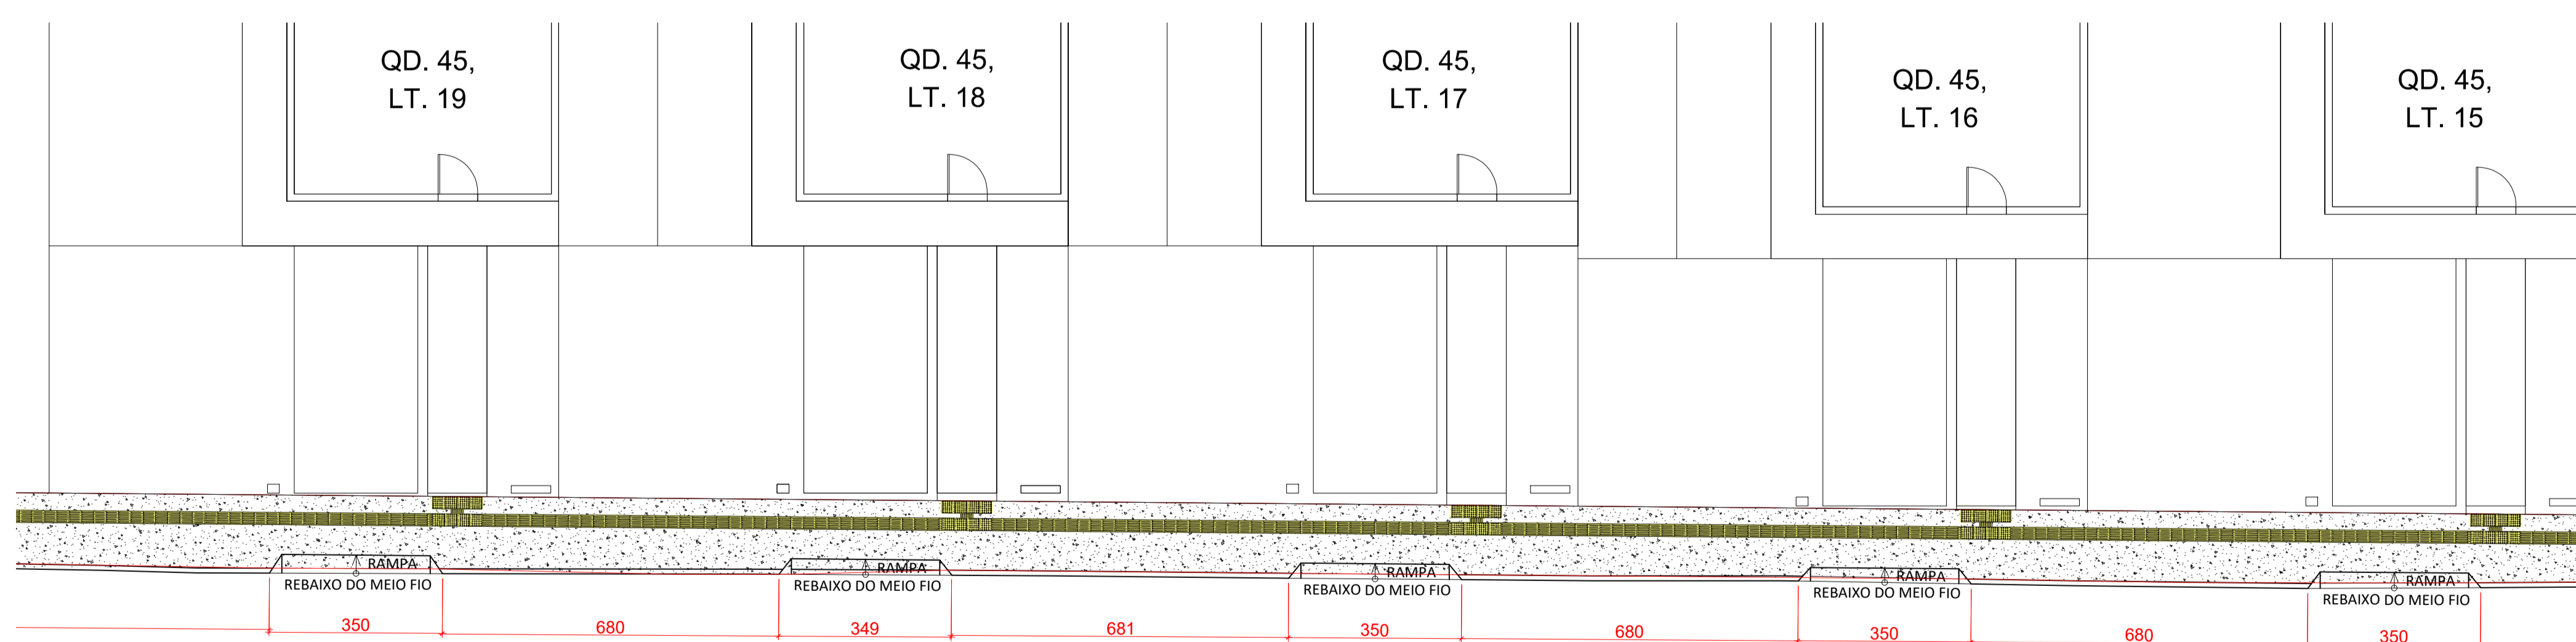 QD. 45,
LT. 19
QD. 45,
LT. 18
QD. 45,
LT. 17
QD. 45,
LT. 16
QD. 45,
LT. 15
RAMPA
REBAIXO DO MEIO FIO
RAMPA
REBAIXO DO MEIO FIO
RAMPA
REBAIXO DO MEIO FIO
RAMPA
REBAIXO DO MEIO FIO
RAMPA
REBAIXO DO MEIO FIO
350
680
349
681
350
680
350
680
350